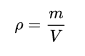 ρ = m/V